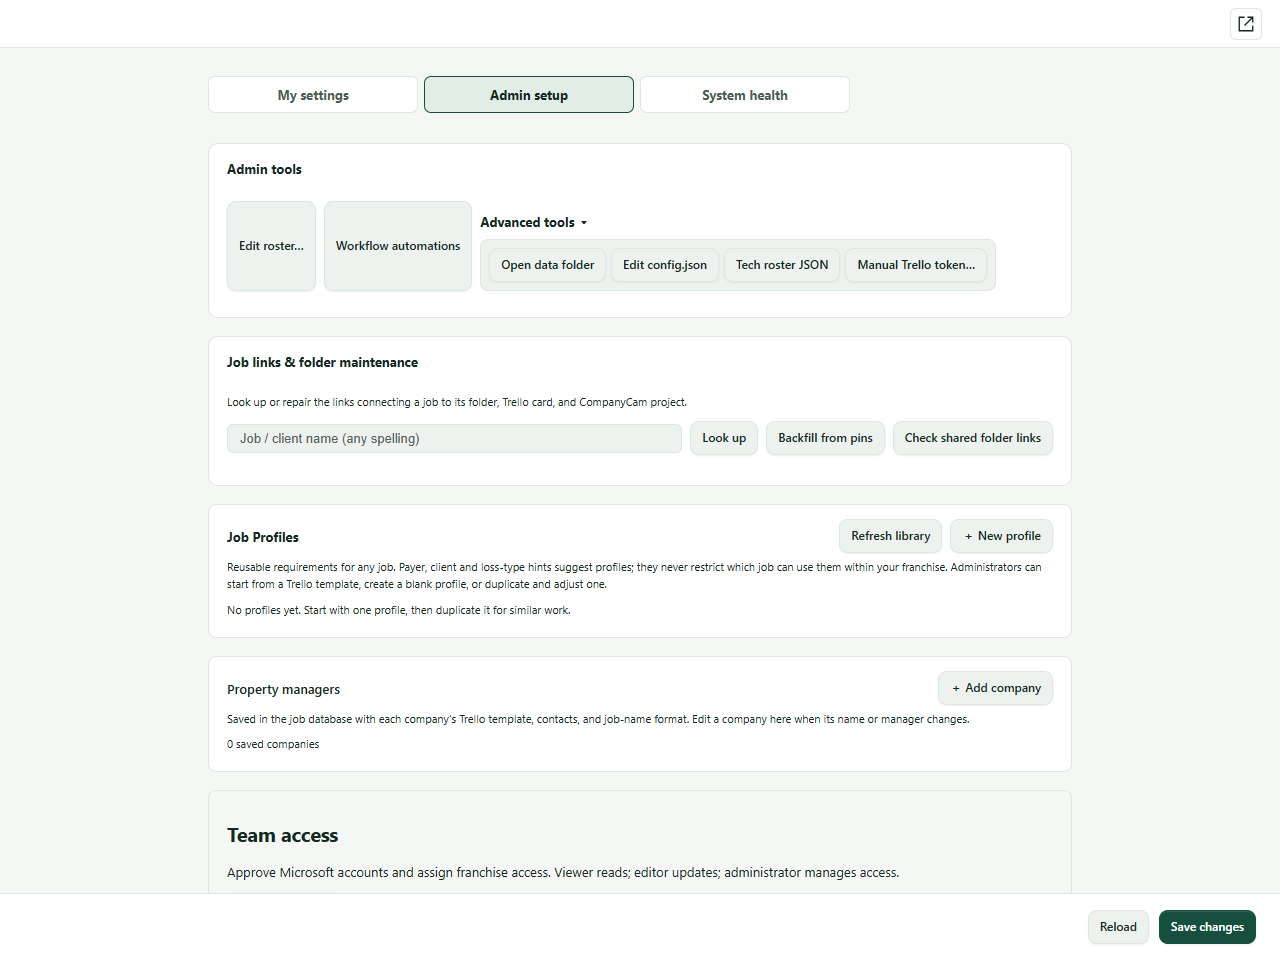 My settings
Admin setup
System health
Admin tools
Edit roster...
Workflow automations
Advanced tools
Open data folder
Edit config.json
Tech roster JSON
Manual Trello token...
Job links & folder maintenance
Look up or repair the links connecting a job to its folder, Trello card, and CompanyCam project.
Job / client name (any spelling)
Look up
Backfill from pins
Check shared folder links
Job Profiles
Refresh library
+ New profile
Reusable requirements for any job. Payer, client and loss-type hints suggest profiles; they never restrict which job can use them within your franchise. Administrators can
start from a Trello template, create a blank profile, or duplicate and adjust one.
No profiles yet. Start with one profile, then duplicate it for similar work.
Property managers
+ Add company
Saved in the job database with each company's Trello template, contacts, and job-name format. Edit a company here when its name or manager changes.
0 saved companies
Team access
Approve Microsoft accounts and assign franchise access. Viewer reads; editor updates; administrator manages access.
Reload
Save changes